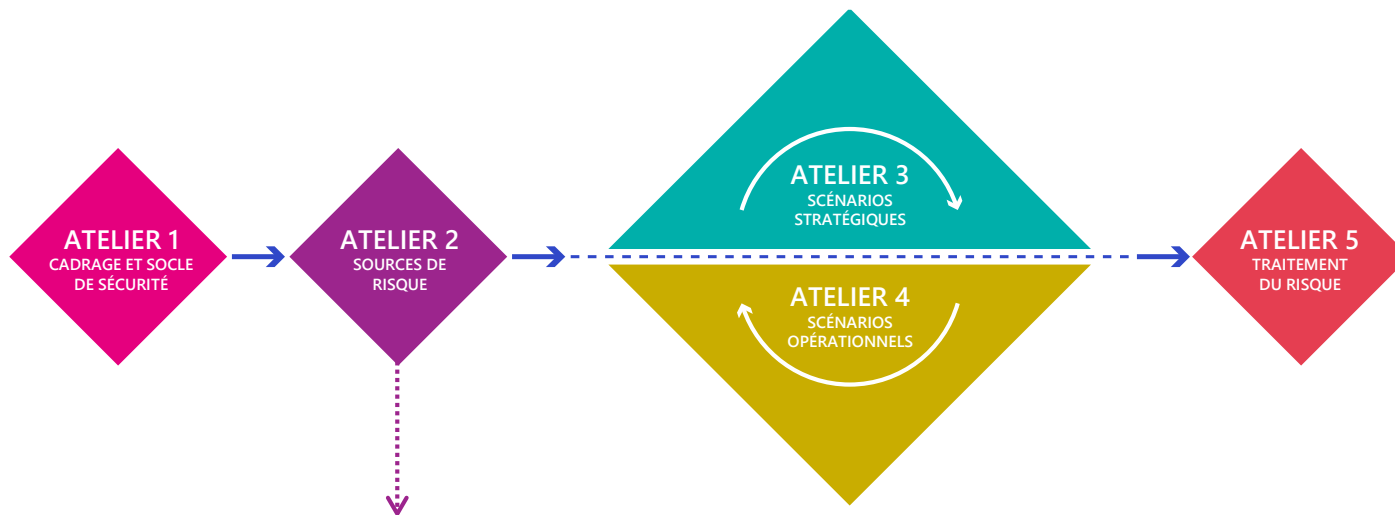 ATELIER 1
CADRAGE ET SOCLE
DE SÉCURITÉ
ATELIER 2
SOURCES DE
RISQUE
ATELIER 3
SCÉNARIOS
STRATÉGIQUES
ATELIER 4
SCÉNARIOS
OPÉRATIONNELS
ATELIER 5
TRAITEMENT
DU RISQUE